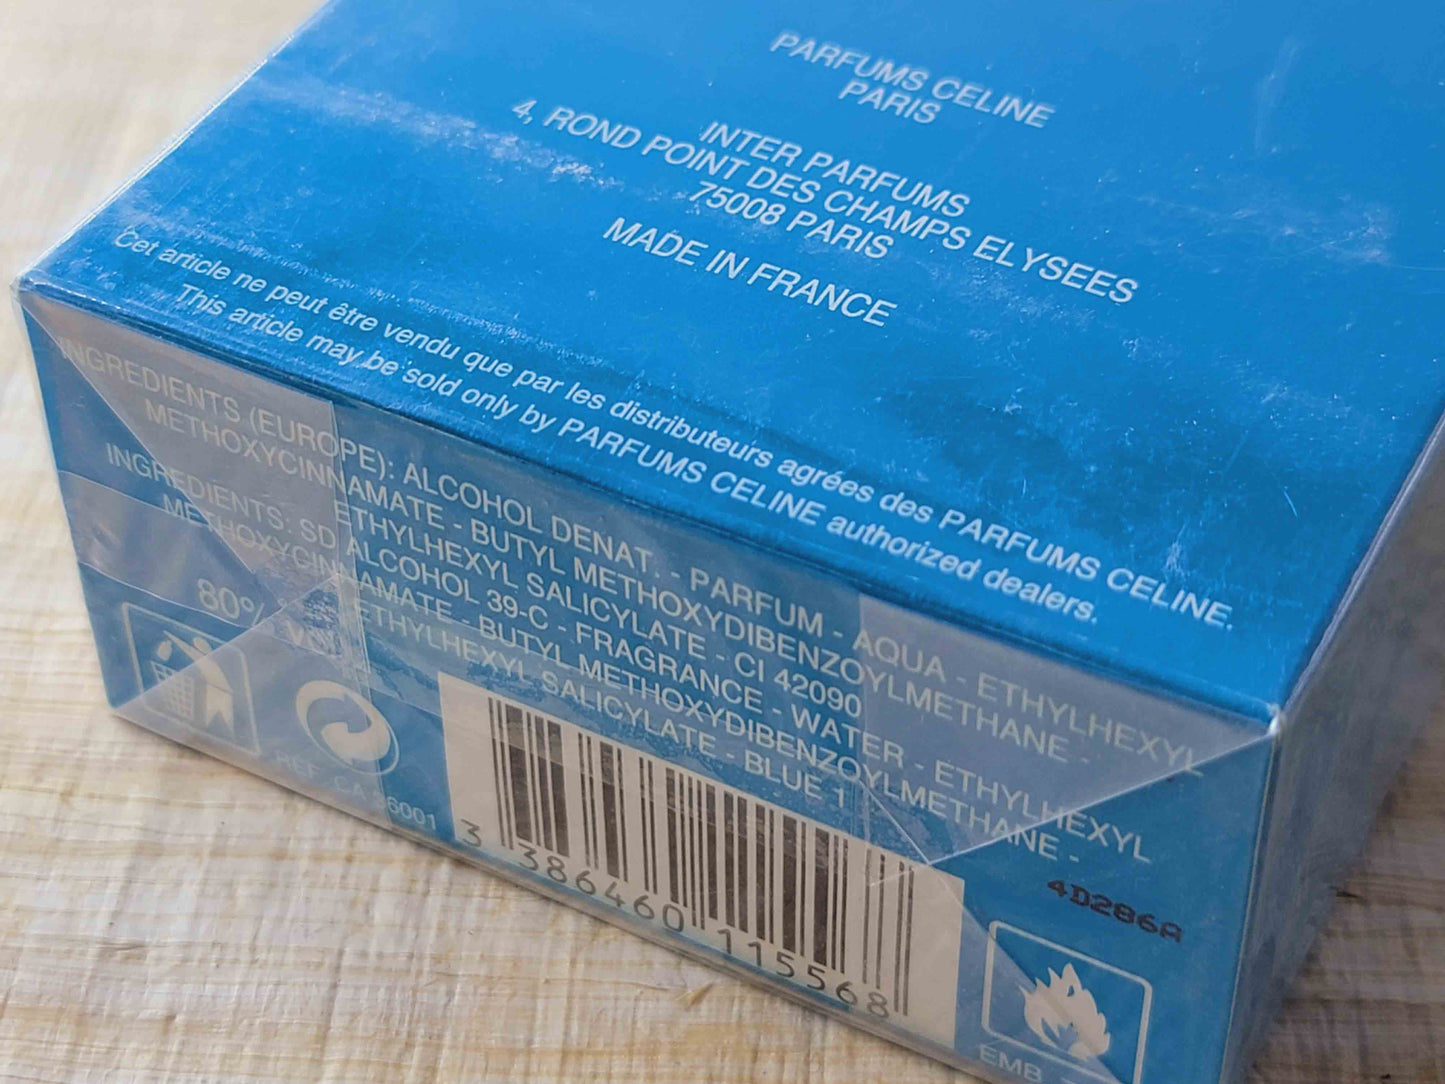 PARFUMS CELINE
PARIS
INTER PARFUMS
4, ROND POINT DES CHAMPS ELYSEES
75008 PARIS
MADE IN FRANCE
Cet article ne peut être vendu que par les distributeurs agrées des PARFUMS CELINE.
This article may be sold only by PARFUMS CELINE authorized dealers.
INGREDIENTS (EUROPE): ALCOHOL DENAT. - PARFUM - AQUA - ETHYLHEXYL
METHOXYCINNAMATE - BUTYL METHOXYDIBENZOYLMETHANE -
ETHYLHEXYL SALICYLATE - CI 42090
INGREDIENTS: SD ALCOHOL 39-C - FRAGRANCE - WATER - ETHYLHEXYL
METHOXYCINNAMATE - BUTYL METHOXYDIBENZOYLMETHANE -
ETHYLHEXYL SALICYLATE - BLUE 1
80%
3 386460 115568
4D286A
EMB